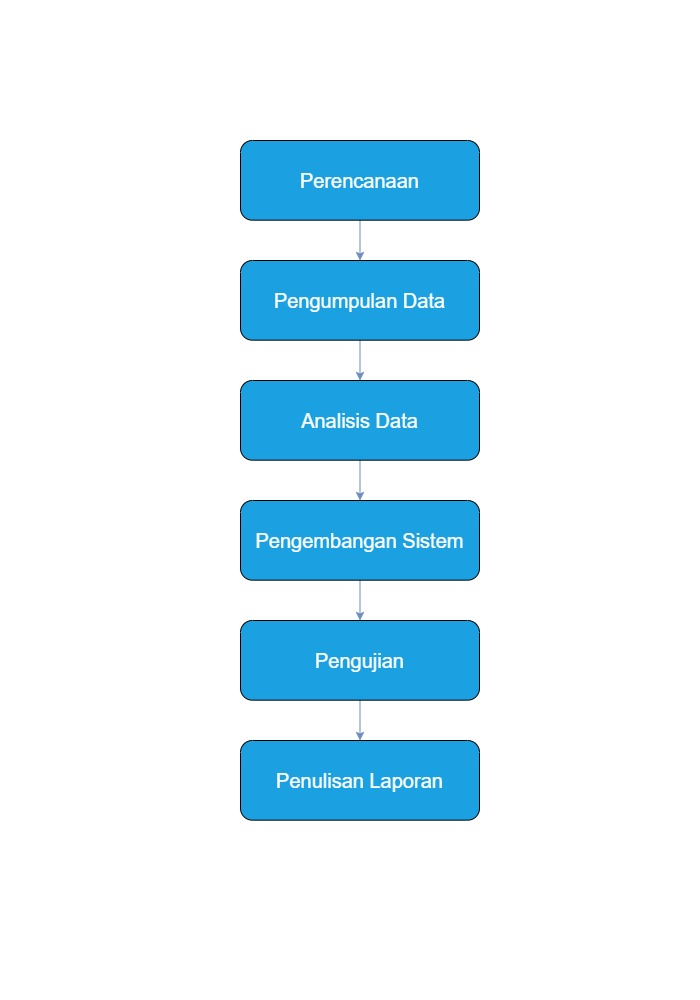 Perencanaan
Pengumpulan Data
Analisis Data
Pengembangan Sistem
Pengujian
Penulisan Laporan